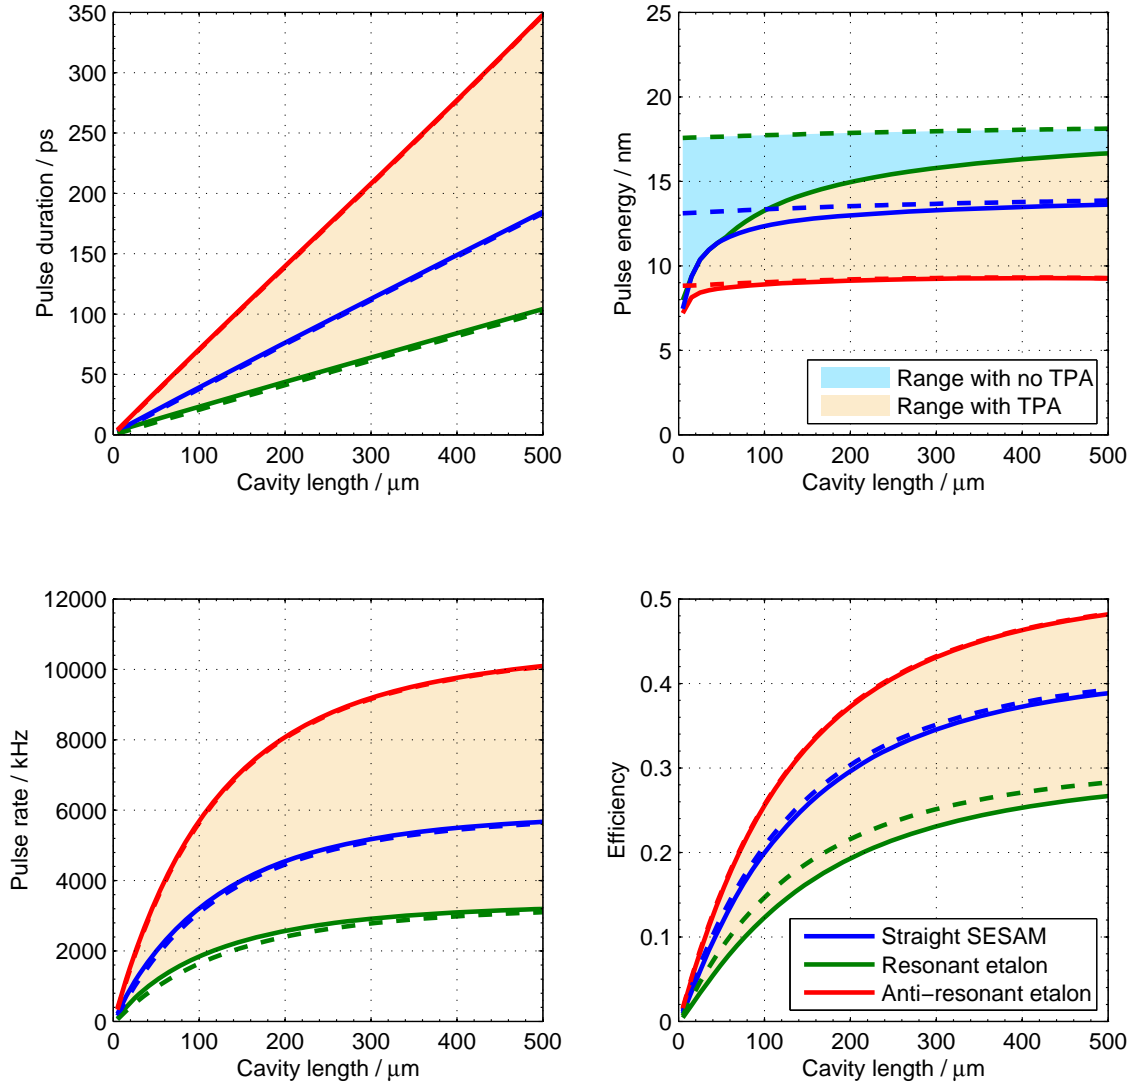 350
300
250
200
150
100
50
0
Pulse duration / ps
0 100 200 300 400 500
Cavity length / μm
25
20
15
10
5
0
Pulse energy / nm
Range with no TPA
Range with TPA
0 100 200 300 400 500
Cavity length / μm
12000
10000
8000
6000
4000
2000
0
Pulse rate / kHz
0 100 200 300 400 500
Cavity length / μm
0.5
0.4
0.3
0.2
0.1
0
Efficiency
Straight SESAM
Resonant etalon
Anti−resonant etalon
0 100 200 300 400 500
Cavity length / μm